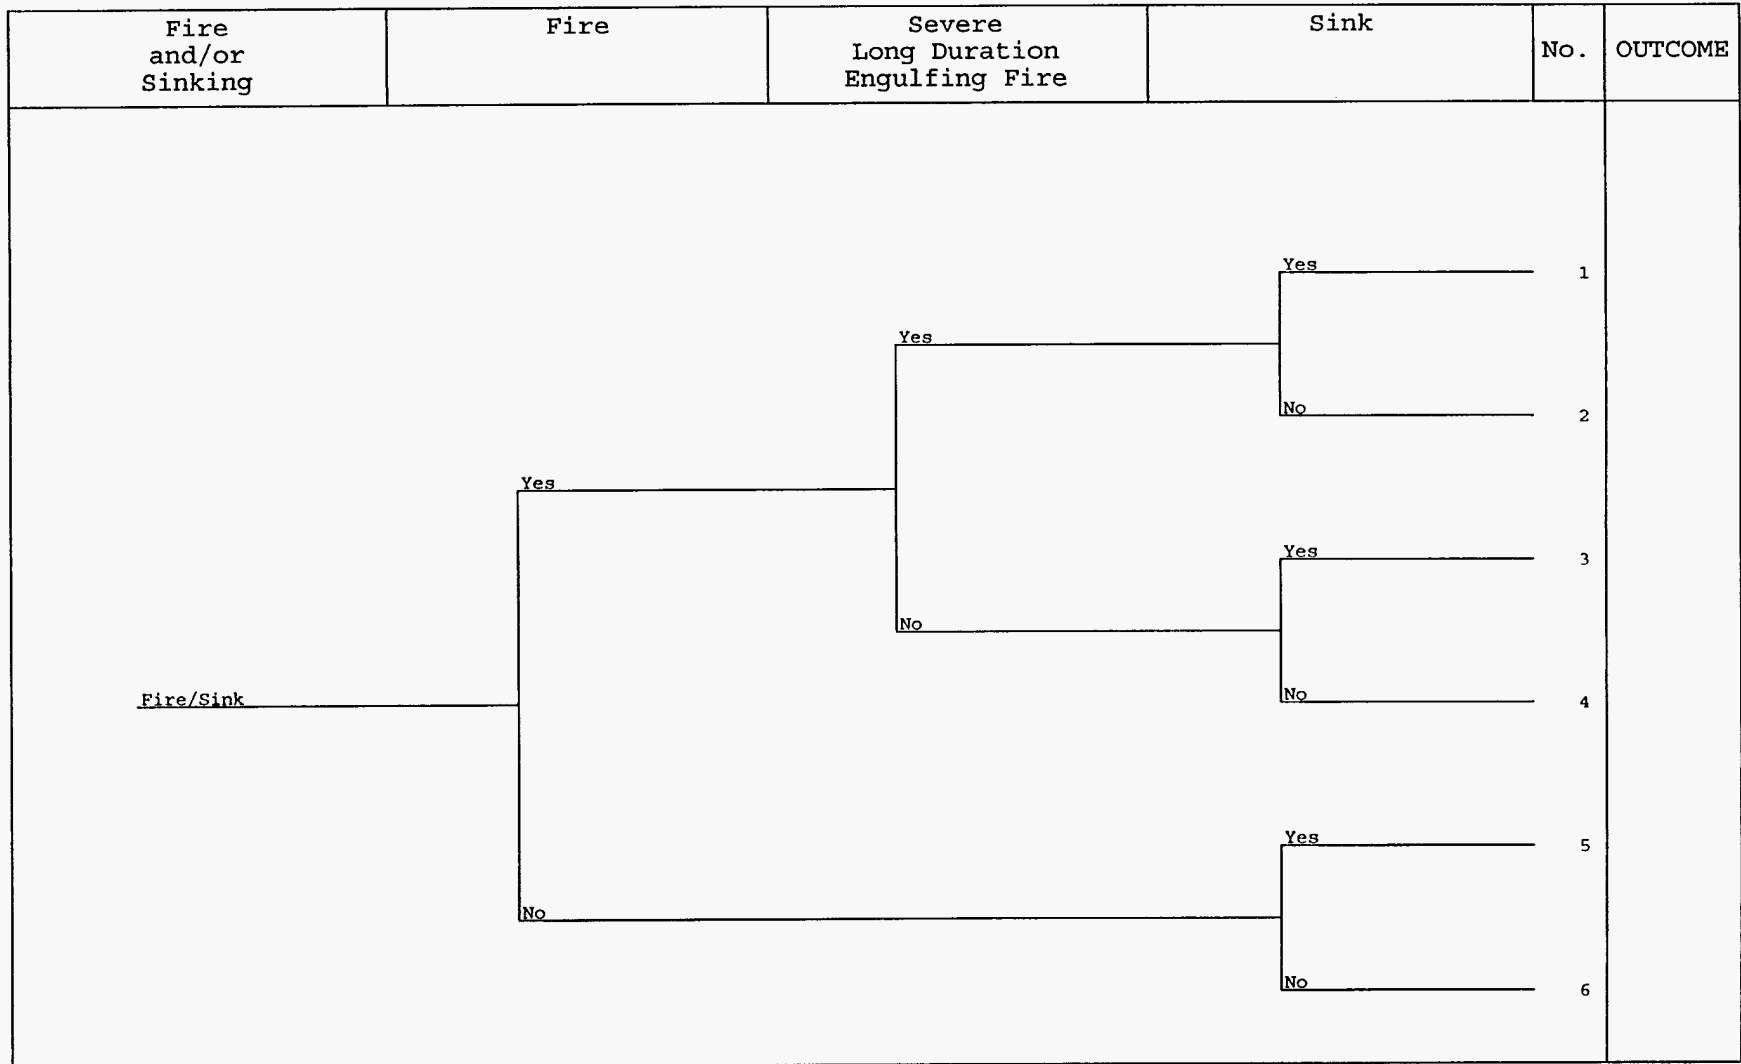 Fire
and/or
Sinking
Fire
Severe
Long Duration
Engulfing Fire
Sink
No.
OUTCOME
Yes
1
Yes
No
2
Yes
Yes
3
No
Fire/Sink
No
4
Yes
5
No
No
6